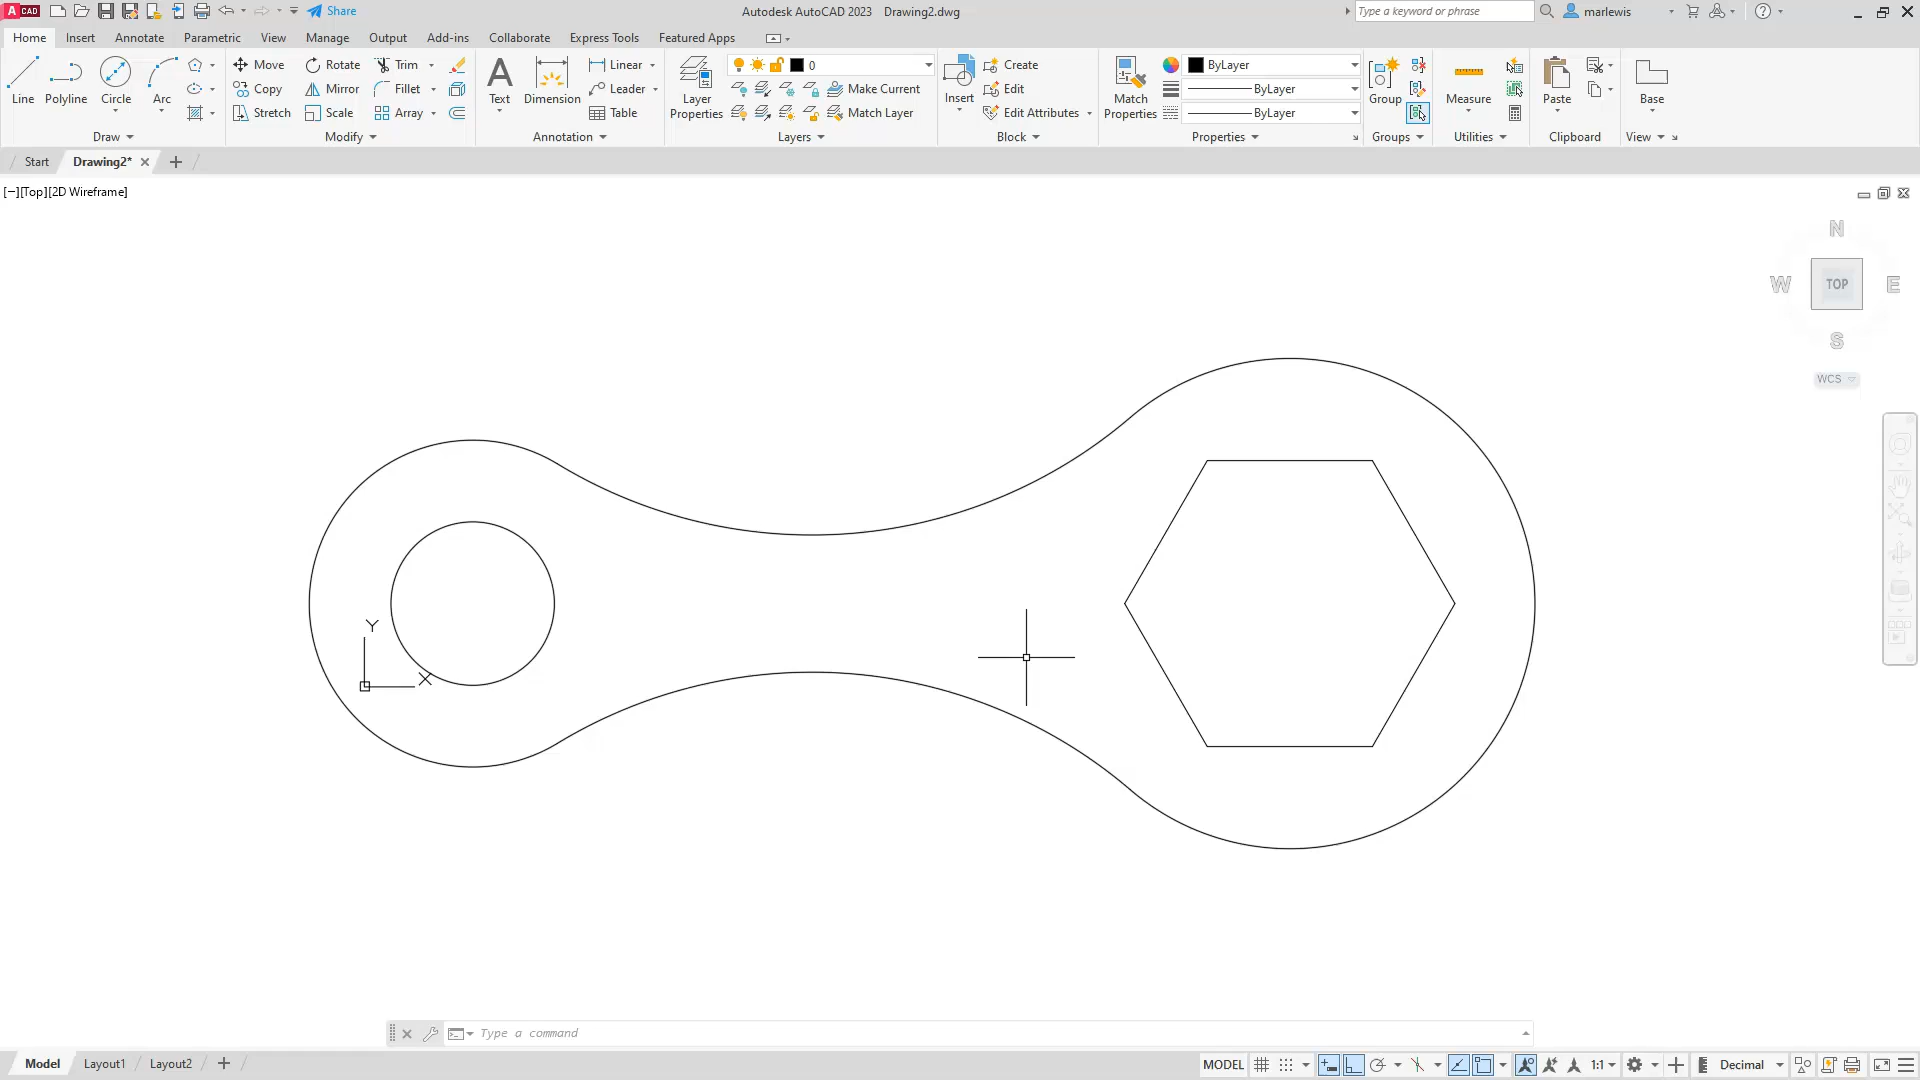 A CAD Share Autodesk AutoCAD 2023 Drawing2.dwg Type a keyword or phrase marlewis
Home Insert Annotate Parametric View Manage Output Add-ins Collaborate Express Tools Featured Apps
Line Polyline Circle Arc
Draw
Move Rotate Trim
Copy Mirror Fillet
Stretch Scale Array
Modify
Text Dimension
Linear
Leader
Table
Annotation
Layer Properties
0
Make Current
Match Layer
Layers
Insert
Create
Edit
Edit Attributes
Block
Match Properties
ByLayer
ByLayer
ByLayer
Properties
Group
Groups
Measure
Utilities
Paste
Clipboard
Base
View
Start Drawing2*
[−][Top][2D Wireframe]
N
W TOP E
S
WCS
Y
X
Type a command
Model Layout1 Layout2
MODEL 1:1 Decimal